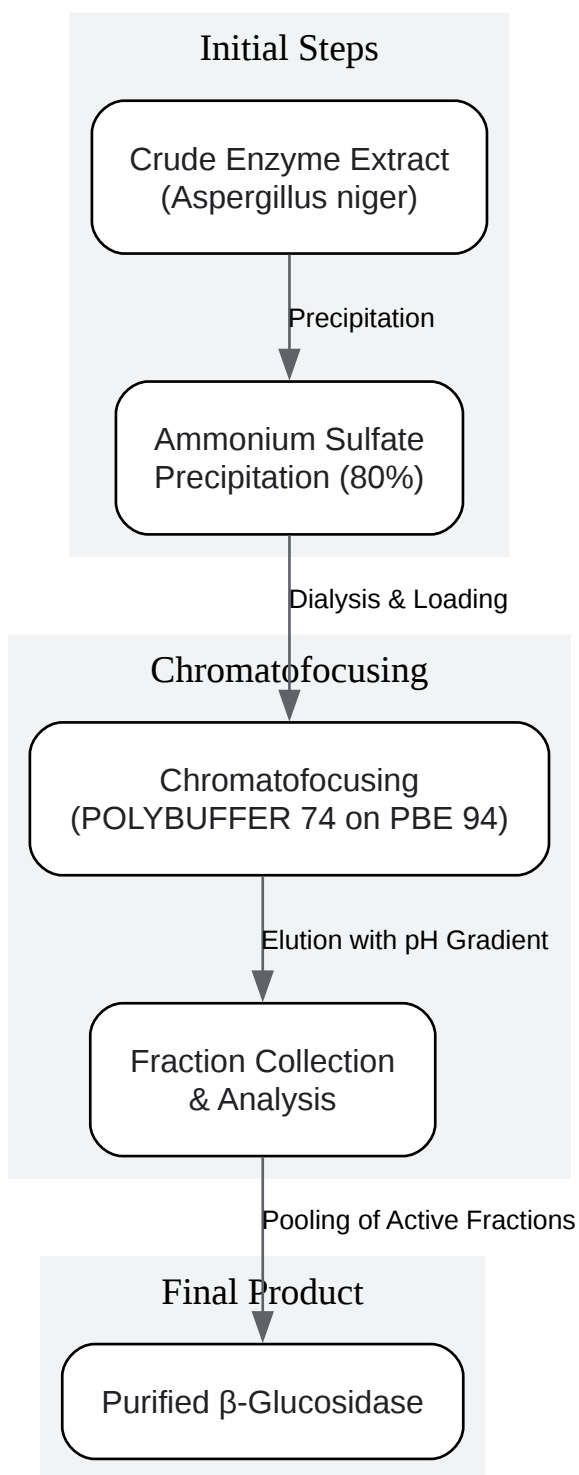 Initial Steps
Crude Enzyme Extract
(Aspergillus niger)
Precipitation
Ammonium Sulfate
Precipitation (80%)
Dialysis & Loading
Chromatofocusing
Chromatofocusing
(POLYBUFFER 74 on PBE 94)
Elution with pH Gradient
Fraction Collection
& Analysis
Pooling of Active Fractions
Final Product
Purified β-Glucosidase